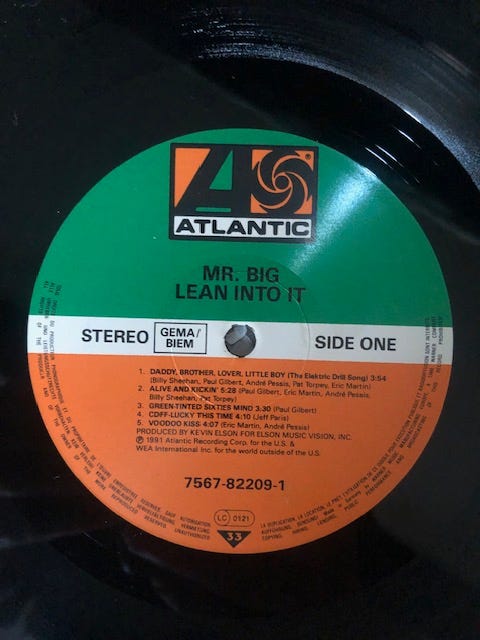 ATLANTIC
MR. BIG
LEAN INTO IT
STEREO
GEMA/
BIEM
SIDE ONE
1. DADDY, BROTHER, LOVER, LITTLE BOY (The Elektric Drill Song) 3:54
(Billy Sheehan, Paul Gilbert, André Pessis, Pat Torpey, Eric Martin)
2. ALIVE AND KICKIN' 5:28 (Paul Gilbert, Eric Martin, André Pessis,
Billy Sheehan, Pat Torpey)
3. GREEN-TINTED SIXTIES MIND 3:30 (Paul Gilbert)
4. CDFF-LUCKY THIS TIME 4:10 (Jeff Paris)
5. VOODOO KISS 4:07 (Eric Martin, André Pessis)
PRODUCED BY KEVIN ELSON FOR ELSON MUSIC VISION, INC.
℗ 1991 Atlantic Recording Corp. for the U.S. &
WEA International Inc. for the world outside of the U.S.
7567-82209-1
LC 0121
33